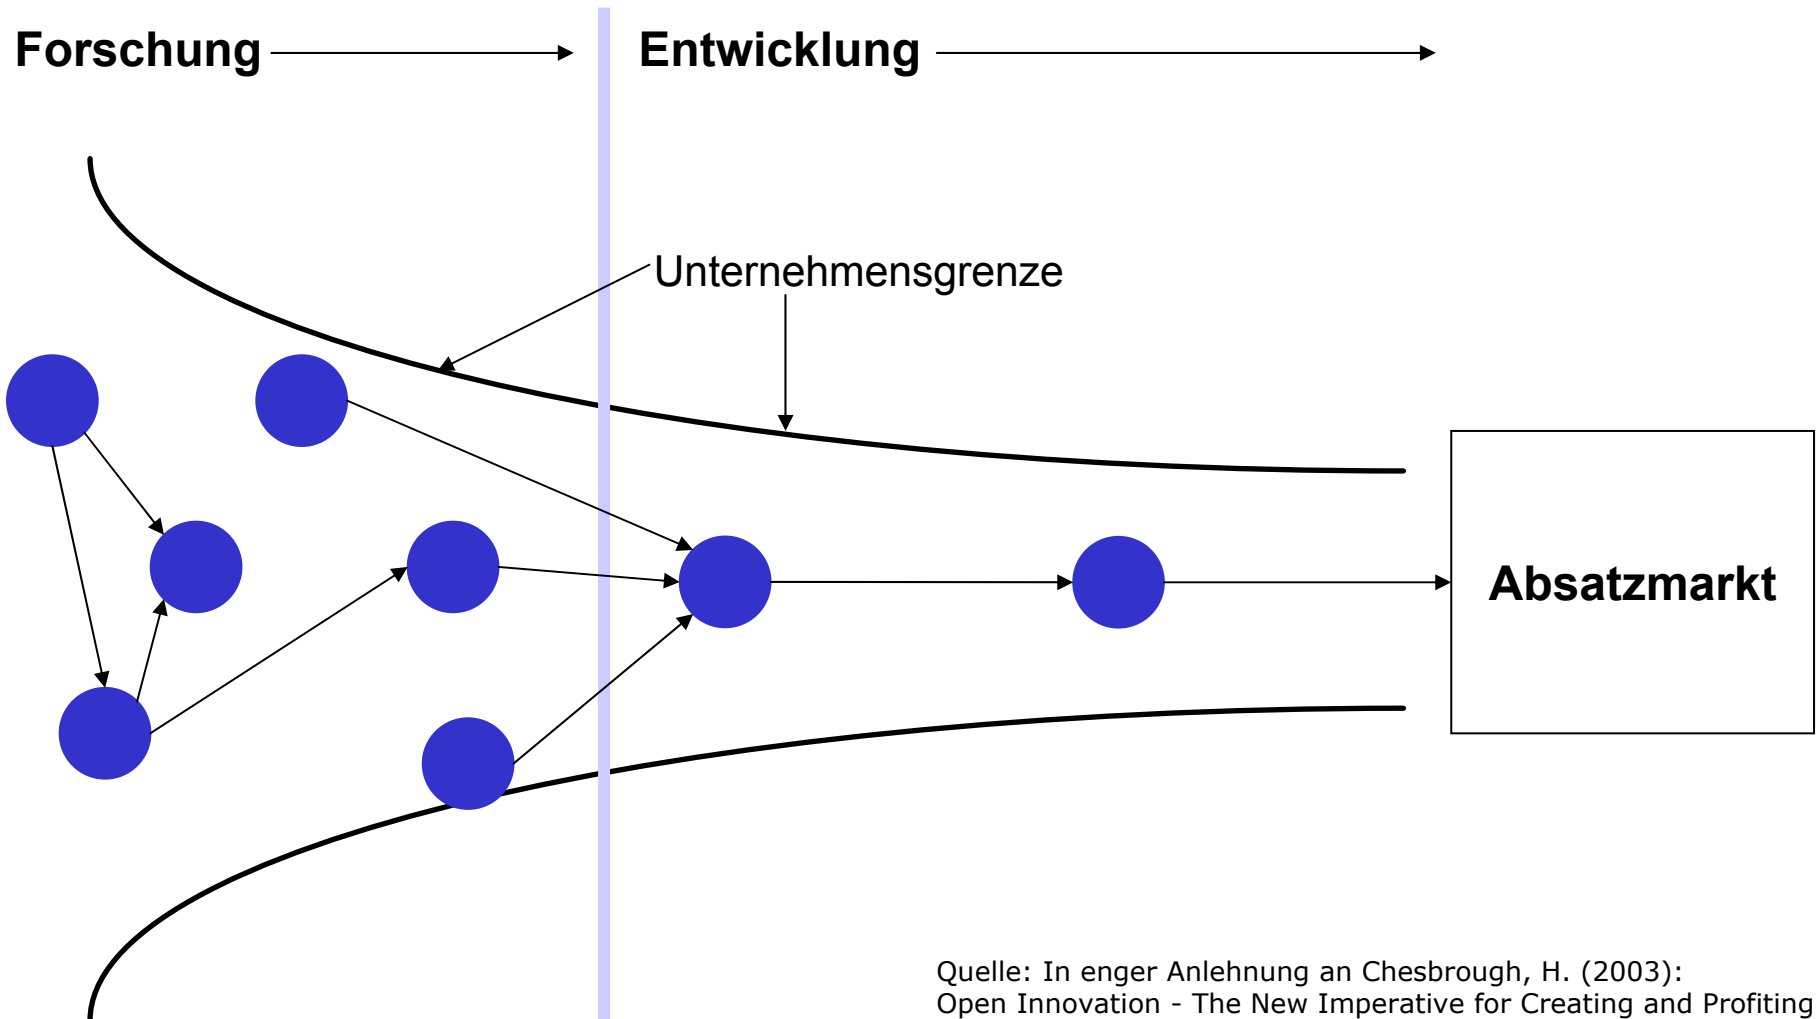 Forschung
Entwicklung
Unternehmensgrenze
Absatzmarkt
Quelle: In enger Anlehnung an Chesbrough, H. (2003):
Open Innovation - The New Imperative for Creating and Profiting